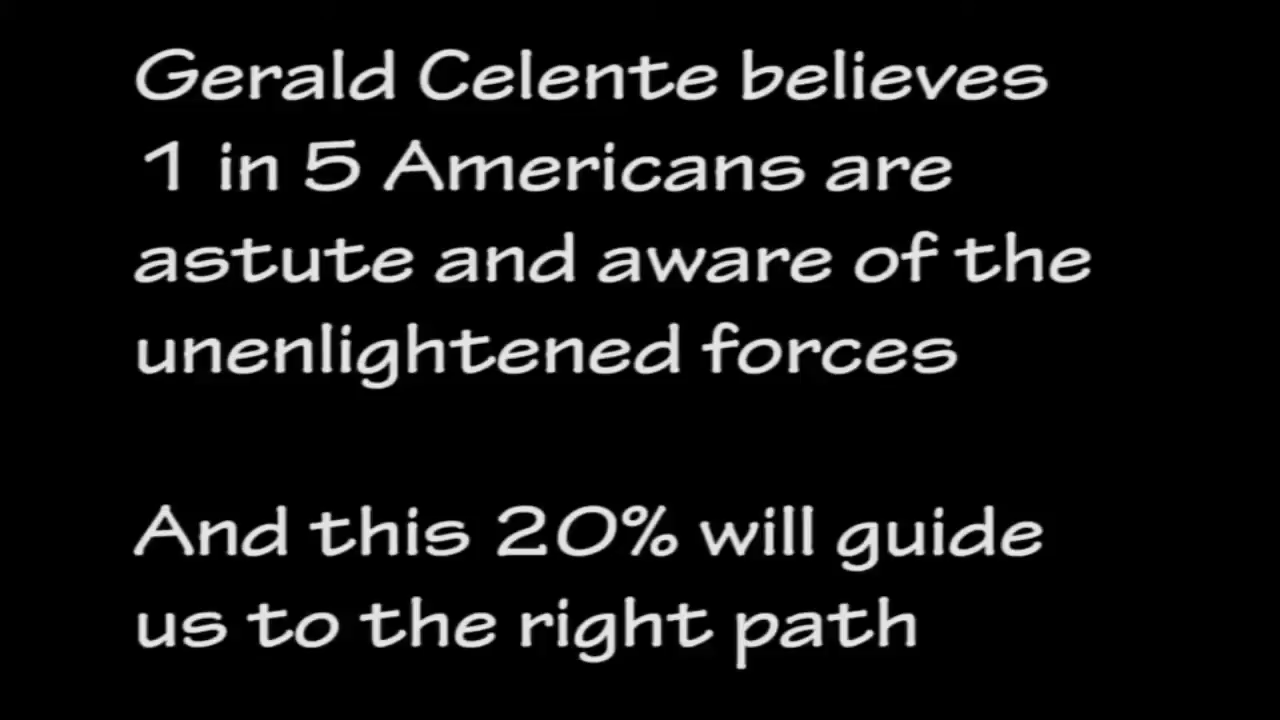 Gerald Celente believes
1 in 5 Americans are
astute and aware of the
unenlightened forces
And this 20% will guide
us to the right path